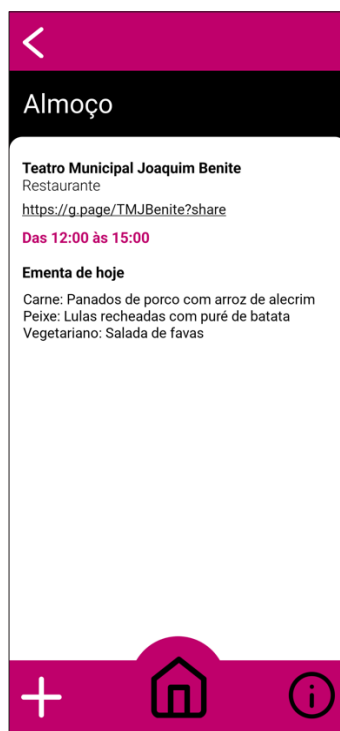 Almoço
Teatro Municipal Joaquim Benite
Restaurante
https://g.page/TMJBenite?share
Das 12:00 às 15:00
Ementa de hoje
Carne: Panados de porco com arroz de alecrim
Peixe: Lulas recheadas com puré de batata
Vegetariano: Salada de favas